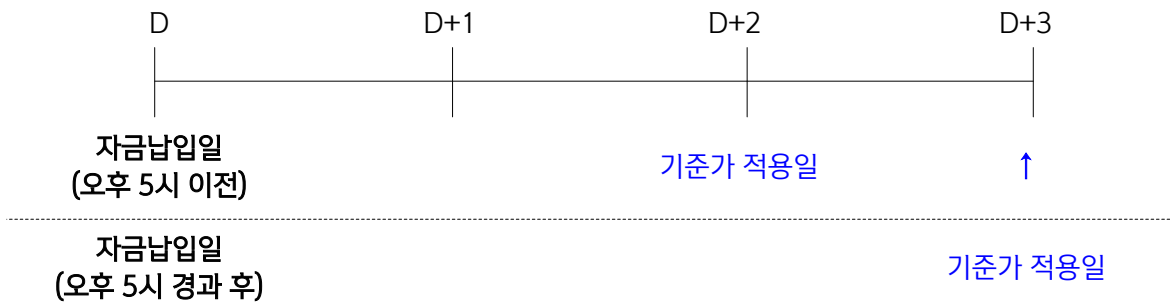 D D+1 D+2 D+3
자금납입일
(오후 5시 이전)
기준가 적용일 ↑
자금납입일
(오후 5시 경과 후)
기준가 적용일